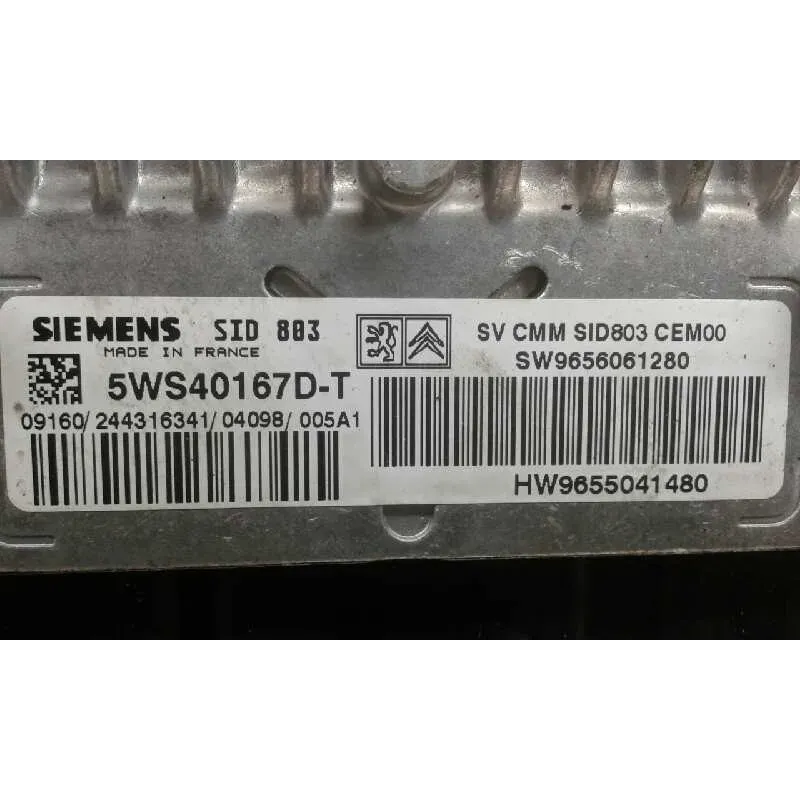 SIEMENS SID 803
MADE IN FRANCE
5WS40167D-T
09160/244316341/04098/005A1
SV CMM SID803 CEM00
SW9656061280
HW9655041480